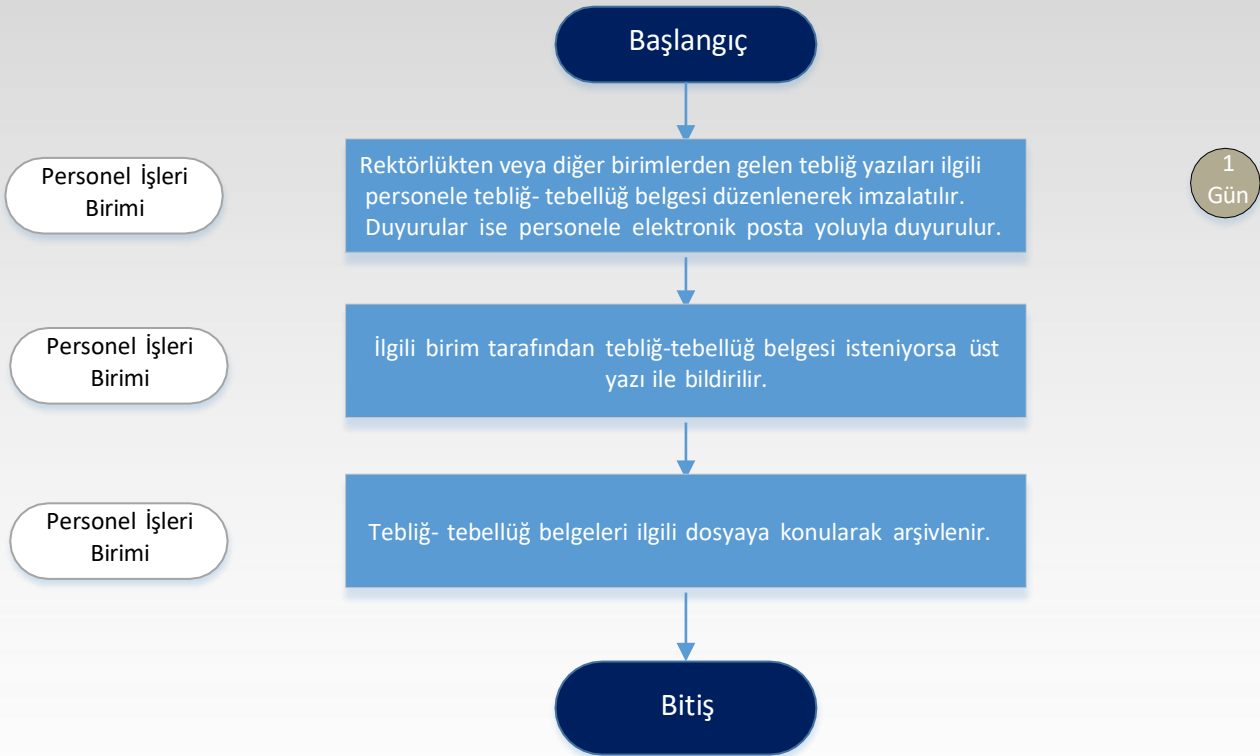 Başlangıç
Personel İşleri
Birimi
Rektörlükten veya diğer birimlerden gelen tebliğ yazıları ilgili
personele tebliğ- tebellüğ belgesi düzenlenerek imzalatılır.
Duyurular ise personele elektronik posta yoluyla duyurulur.
1
Gün
Personel İşleri
Birimi
İlgili birim tarafından tebliğ-tebellüğ belgesi isteniyorsa üst
yazı ile bildirilir.
Personel İşleri
Birimi
Tebliğ- tebellüğ belgeleri ilgili dosyaya konularak arşivlenir.
Bitiş